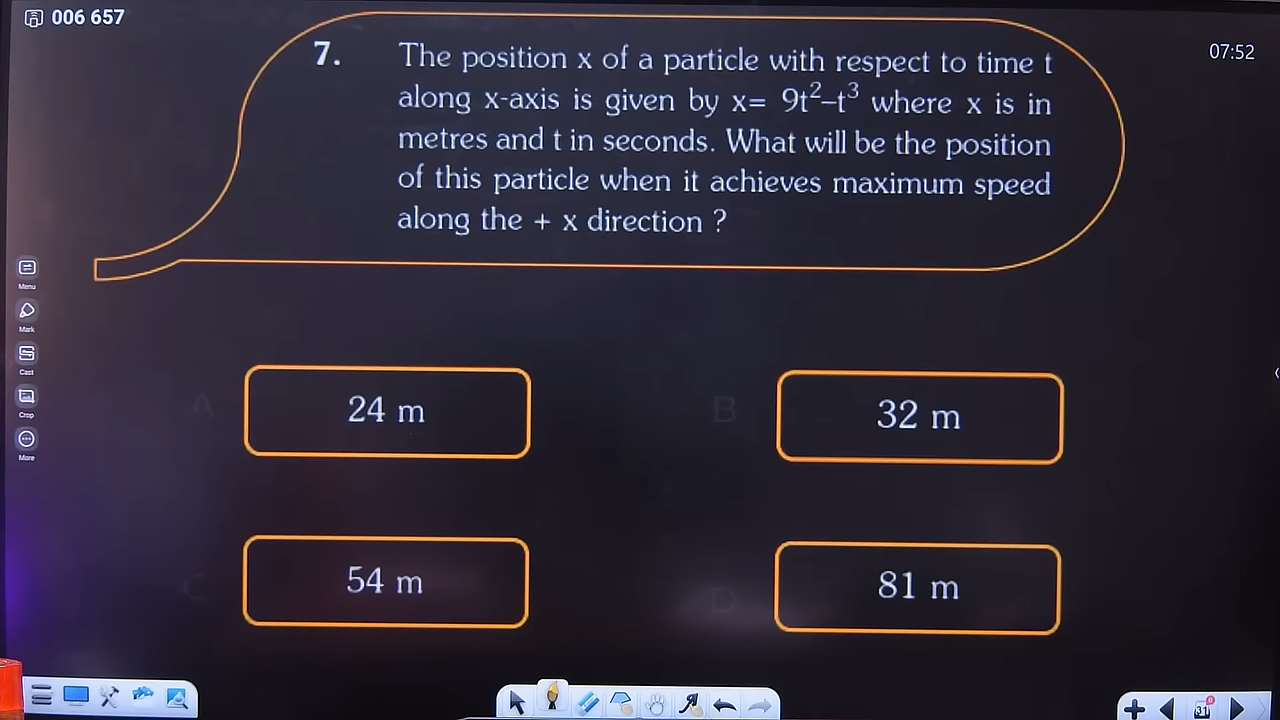 006 657
07:52
7. The position x of a particle with respect to time t
along x-axis is given by x= 9t²–t³ where x is in
metres and t in seconds. What will be the position
of this particle when it achieves maximum speed
along the + x direction ?
Menu
Mark
Cast
Crop
More
A 24 m
B 32 m
C 54 m
D 81 m
31